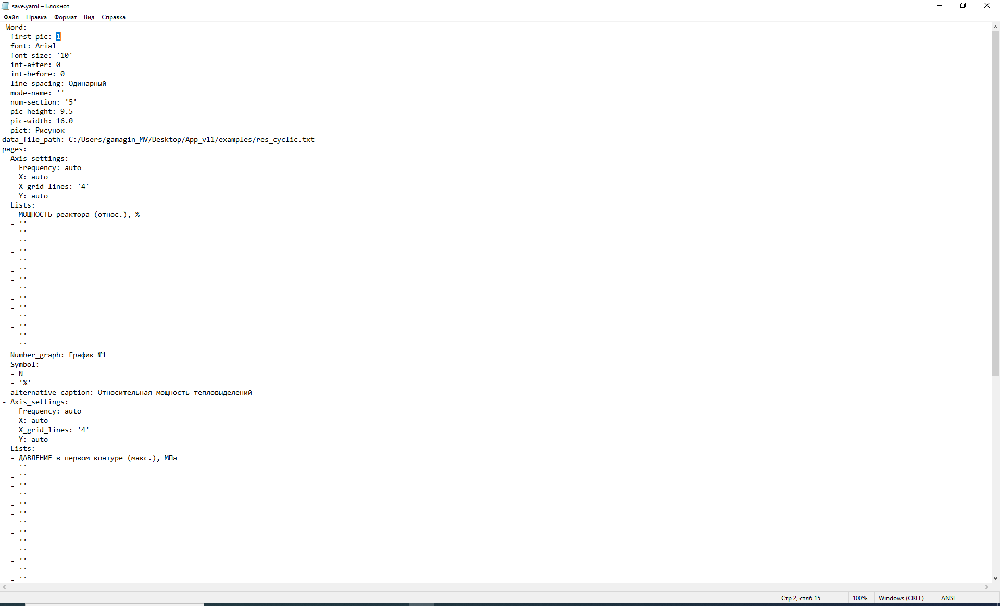 save.yaml – Блокнот
Файл Правка Формат Вид Справка
_Word:
first-pic: 1
font: Arial
font-size: '10'
int-after: 0
int-before: 0
line-spacing: Одинарный
mode-name: ''
num-section: '5'
pic-height: 9.5
pic-width: 16.0
pict: Рисунок
data_file_path: C:/Users/gamagin_MV/Desktop/App_v11/examples/res_cyclic.txt
pages:
- Axis_settings:
Frequency: auto
X: auto
X_grid_lines: '4'
Y: auto
Lists:
- МОЩНОСТЬ реактора (относ.), %
- ''
- ''
- ''
- ''
- ''
- ''
- ''
- ''
- ''
- ''
- ''
- ''
- ''
- ''
Number_graph: График №1
Symbol:
- N
- '%'
alternative_caption: Относительная мощность тепловыделений
- Axis_settings:
Frequency: auto
X: auto
X_grid_lines: '4'
Y: auto
Lists:
- ДАВЛЕНИЕ в первом контуре (макс.), МПа
- ''
- ''
- ''
- ''
- ''
- ''
- ''
- ''
- ''
- ''
- ''
- ''
- ''
Стр 2, стлб 15 100% Windows (CRLF) ANSI